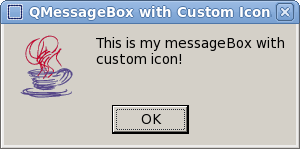 QMessageBox with Custom Icon
This is my messageBox with
custom icon!
OK